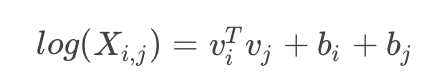 log(X_{i,j}) = v_i^T v_j + b_i + b_j